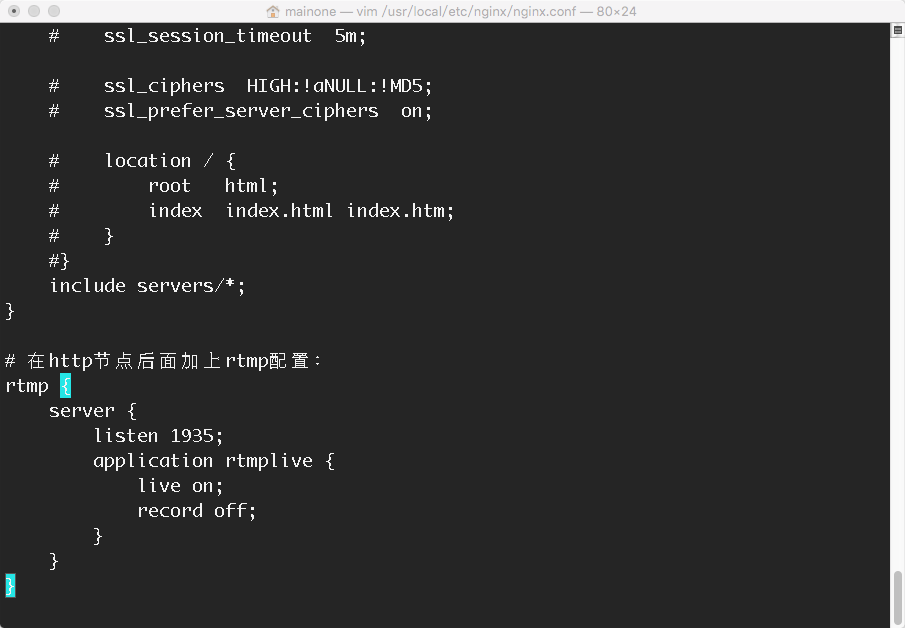 mainone — vim /usr/local/etc/nginx/nginx.conf — 80×24
#    ssl_session_timeout  5m;
#    ssl_ciphers  HIGH:!aNULL:!MD5;
#    ssl_prefer_server_ciphers  on;
#    location / {
#        root   html;
#        index  index.html index.htm;
#    }
#}
include servers/*;
}
# 在http节点后面加上rtmp配置：
rtmp {
server {
listen 1935;
application rtmplive {
live on;
record off;
}
}
}